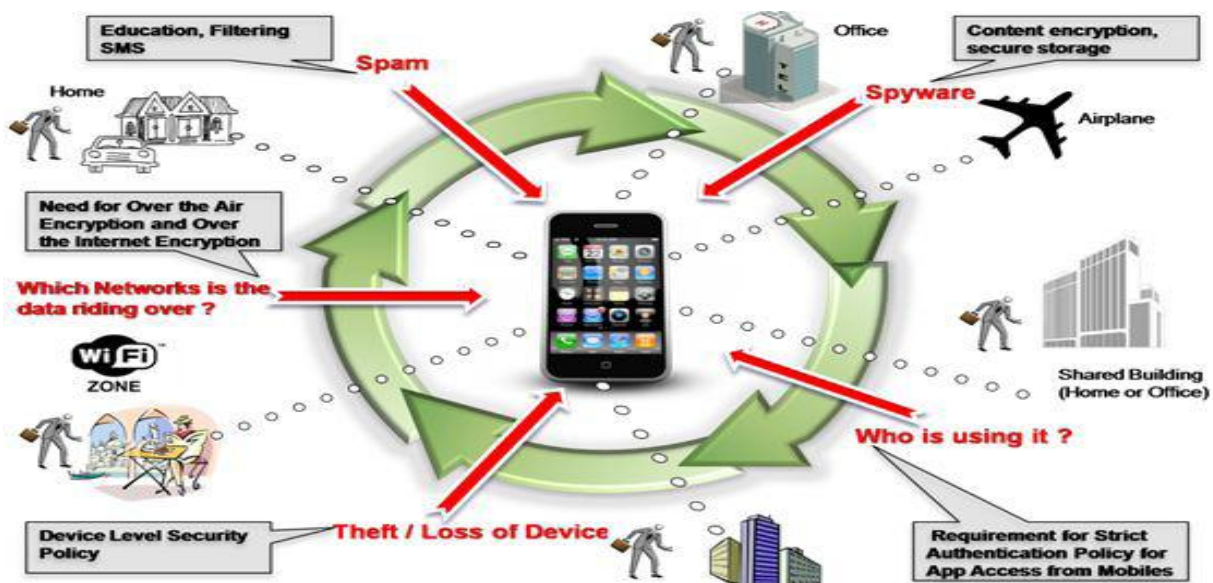 Education, Filtering
SMS
Spam
Office
Content encryption,
secure storage
Spyware
Home
Airplane
Need for Over the Air
Encryption and Over
the Internet Encryption
Which Networks is the
data riding over ?
Wi Fi
ZONE
Shared Building
(Home or Office)
Who is using it ?
Theft / Loss of Device
Device Level Security
Policy
Requirement for Strict
Authentication Policy for
App Access from Mobiles